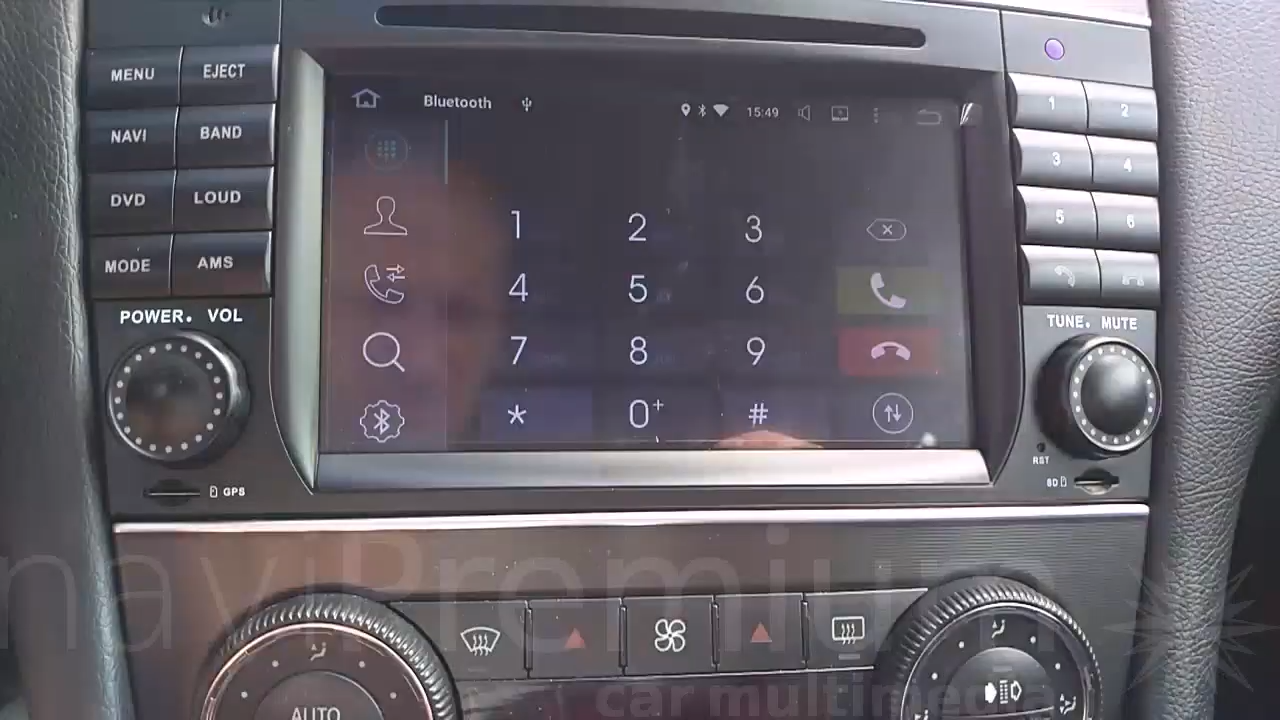 MENU EJECT
NAVI BAND
DVD LOUD
MODE AMS
POWER. VOL
GPS
Bluetooth 15:49
1 2 3
4 5 6
7 8 9
* 0+ #
1 2
3 4
5 6
TUNE. MUTE
RST
SD
AUTO
naviPremium
car multimedia